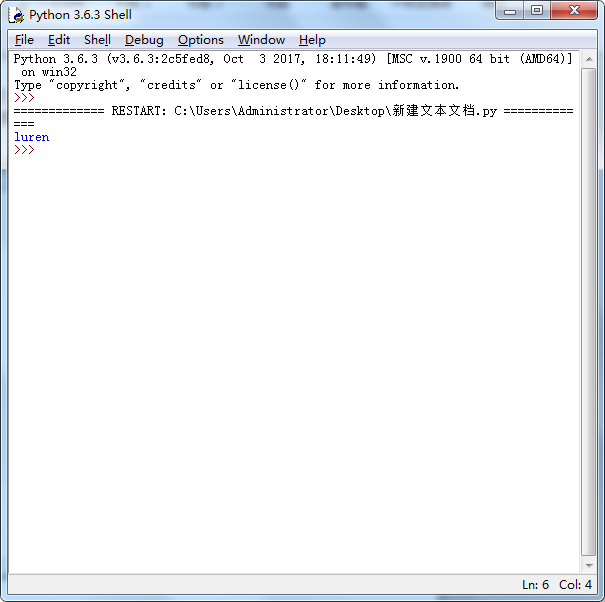 Python 3.6.3 Shell
File Edit Shell Debug Options Window Help
Python 3.6.3 (v3.6.3:2c5fed8, Oct  3 2017, 18:11:49) [MSC v.1900 64 bit (AMD64)]
 on win32
Type "copyright", "credits" or "license()" for more information.
>>>
============= RESTART: C:\Users\Administrator\Desktop\新建文本文档.py ==========
===
luren
>>>
Ln: 6 Col: 4